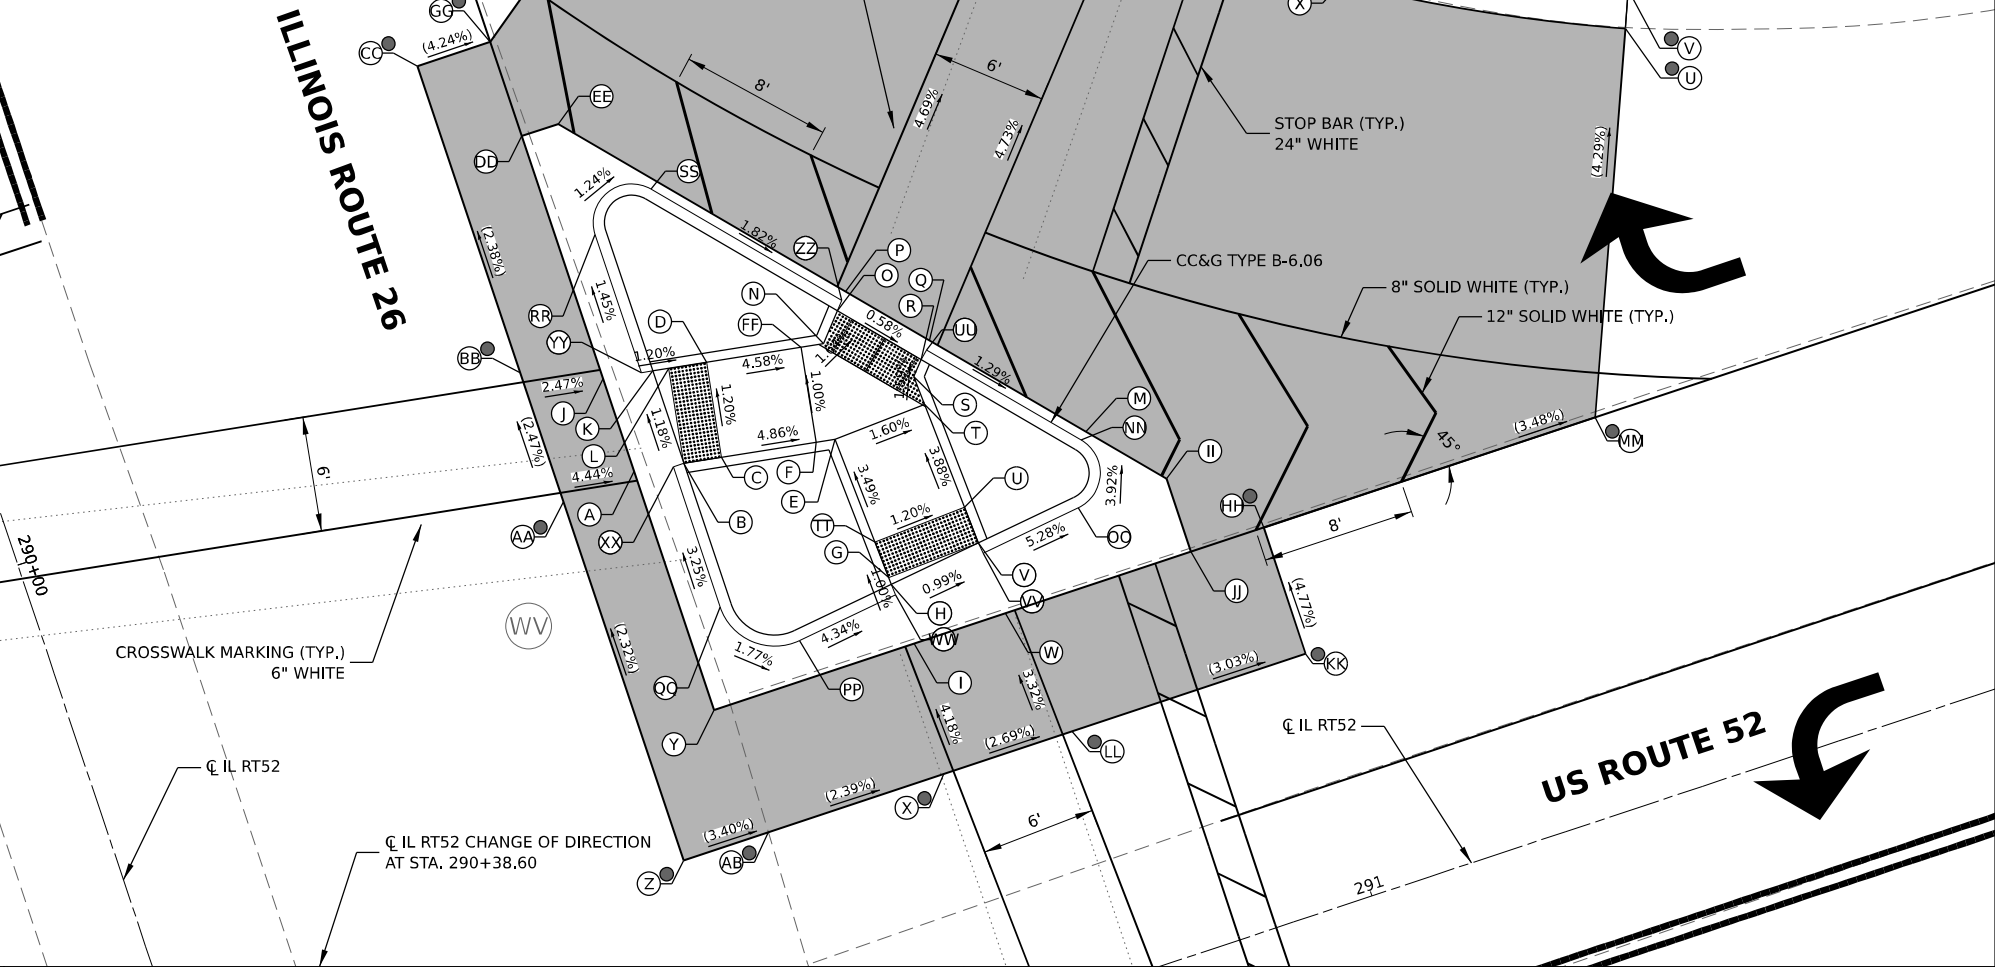 GG
X
CC
(4.24%)
V
U
ILLINOIS ROUTE 26
8'
6'
EE
4.69%
4.73%
STOP BAR (TYP.)
24" WHITE
(4.29%)
DD
SS
1.24%
(2.38%)
1.82%
ZZ
P
O
Q
CC&G TYPE B-6.06
8" SOLID WHITE (TYP.)
12" SOLID WHITE (TYP.)
N
R
1.45%
RR
D
FF
0.58%
UU
YY
BB
1.20%
4.58%
1.29%
2.47%
1.20%
1.00%
J
K
S
M
(2.47%)
1.18%
4.86%
1.60%
T
NN
(3.48%)
45°
MM
L
II
6'
4.44%
C
F
3.88%
3.49%
3.92%
U
E
A
B
1.20%
TT
HH
AA
XX
G
5.28%
OO
8'
290+00
3.25%
1.00%
0.99%
V
VV
JJ
(4.77%)
WV
H
4.34%
WW
(2.32%)
CROSSWALK MARKING (TYP.)
6" WHITE
1.77%
W
(3.03%)
KK
QQ
PP
I
3.32%
4.18%
Y
(2.69%)
LL
℄ IL RT52
US ROUTE 52
℄ IL RT52
(2.39%)
X
6'
(3.40%)
℄ IL RT52 CHANGE OF DIRECTION
AT STA. 290+38.60
AB
Z
291